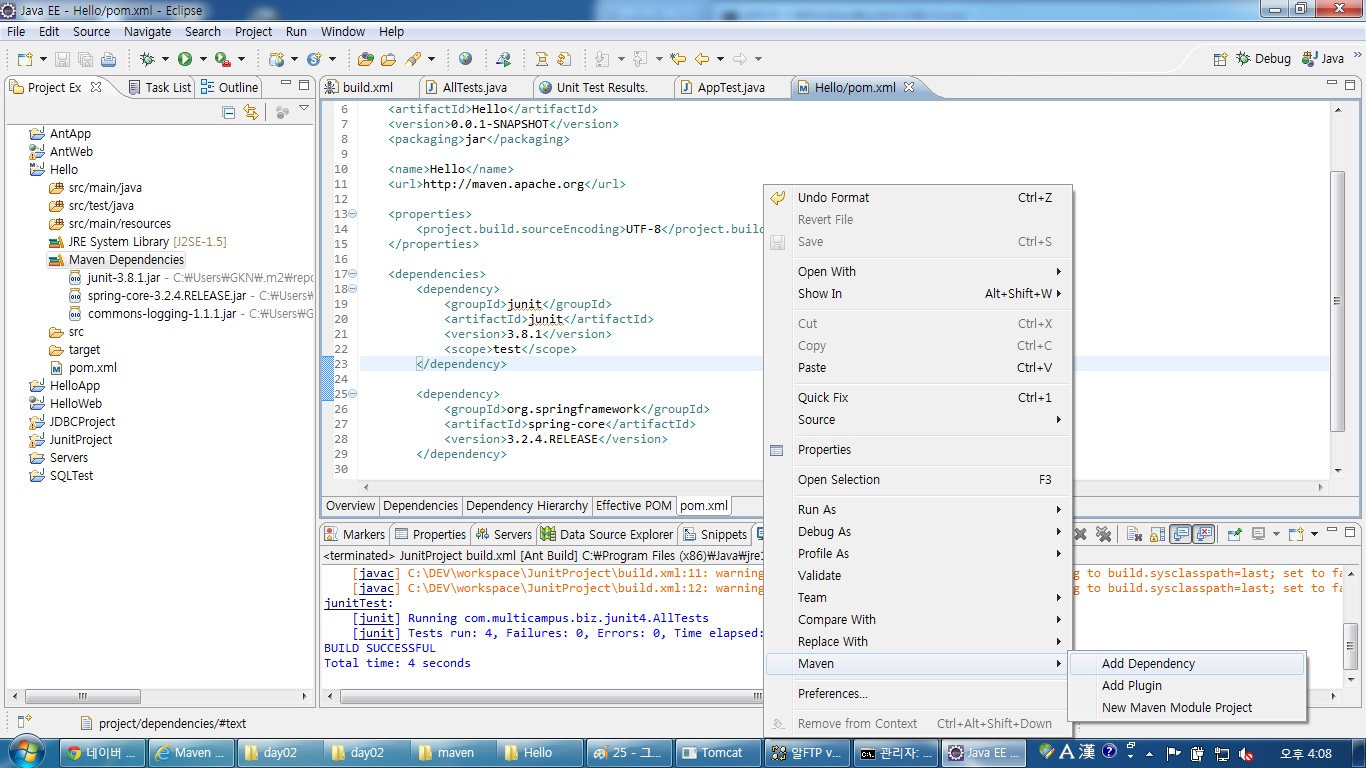 Java EE - Hello/pom.xml - Eclipse
File Edit Source Navigate Search Project Run Window Help
Debug Java »
Project Ex Task List Outline
AntApp
AntWeb
Hello
src/main/java
src/test/java
src/main/resources
JRE System Library [J2SE-1.5]
Maven Dependencies
junit-3.8.1.jar - C:₩Users₩GKN₩.m2₩repo
spring-core-3.2.4.RELEASE.jar - C:₩Users
commons-logging-1.1.1.jar - C:₩Users₩G
src
target
pom.xml
HelloApp
HelloWeb
JDBCProject
JunitProject
Servers
SQLTest
build.xml AllTests.java Unit Test Results. AppTest.java Hello/pom.xml
6 <artifactId>Hello</artifactId>
7 <version>0.0.1-SNAPSHOT</version>
8 <packaging>jar</packaging>
9
10 <name>Hello</name>
11 <url>http://maven.apache.org</url>
12
13 <properties>
14 <project.build.sourceEncoding>UTF-8</project.buil
15 </properties>
16
17 <dependencies>
18 <dependency>
19 <groupId>junit</groupId>
20 <artifactId>junit</artifactId>
21 <version>3.8.1</version>
22 <scope>test</scope>
23 </dependency>
24
25 <dependency>
26 <groupId>org.springframework</groupId>
27 <artifactId>spring-core</artifactId>
28 <version>3.2.4.RELEASE</version>
29 </dependency>
30
Overview Dependencies Dependency Hierarchy Effective POM pom.xml
Undo Format Ctrl+Z
Revert File
Save Ctrl+S
Open With
Show In Alt+Shift+W
Cut Ctrl+X
Copy Ctrl+C
Paste Ctrl+V
Quick Fix Ctrl+1
Source
Properties
Open Selection F3
Run As
Debug As
Profile As
Validate
Team
Compare With
Replace With
Maven
Preferences...
Remove from Context Ctrl+Alt+Shift+Down
Add Dependency
Add Plugin
New Maven Module Project
Markers Properties Servers Data Source Explorer Snippets
<terminated> JunitProject build.xml [Ant Build] C:₩Program Files (x86)₩Java₩jre1
[javac] C:\DEV\workspace\JunitProject\build.xml:11: warning g to build.sysclasspath=last; set to fa
[javac] C:\DEV\workspace\JunitProject\build.xml:12: warning g to build.sysclasspath=last; set to fa
junitTest:
[junit] Running com.multicampus.biz.junit4.AllTests
[junit] Tests run: 4, Failures: 0, Errors: 0, Time elapsed:
BUILD SUCCESSFUL
Total time: 4 seconds
project/dependencies/#text
네이버 ... Maven ... day02 day02 maven Hello 25 - 그... Tomcat 알FTP v... 관리자: ... Java EE ... A 漢 오후 4:08